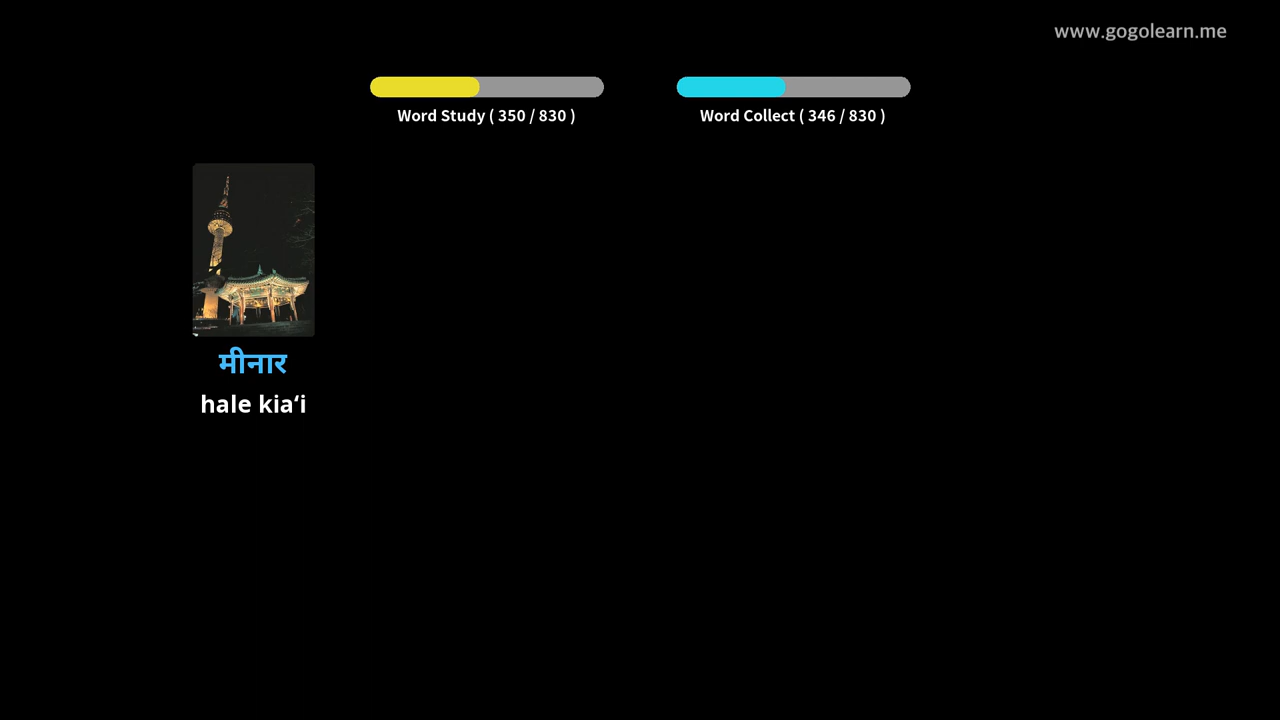 www.gogolearn.me
Word Study ( 350 / 830 )
Word Collect ( 346 / 830 )
मीनार
hale kiaʻi